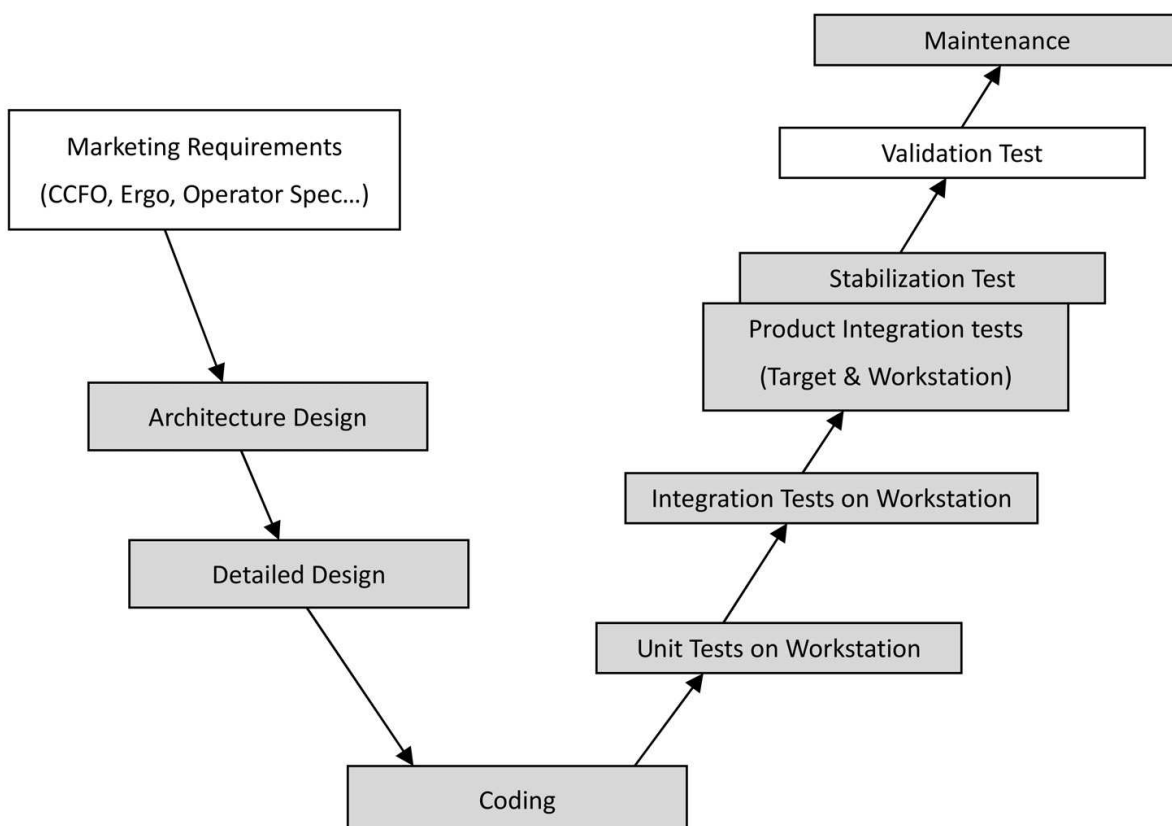 Maintenance
Marketing Requirements
(CCFO, Ergo, Operator Spec...)
Validation Test
Stabilization Test
Product Integration tests
(Target & Workstation)
Architecture Design
Integration Tests on Workstation
Detailed Design
Unit Tests on Workstation
Coding